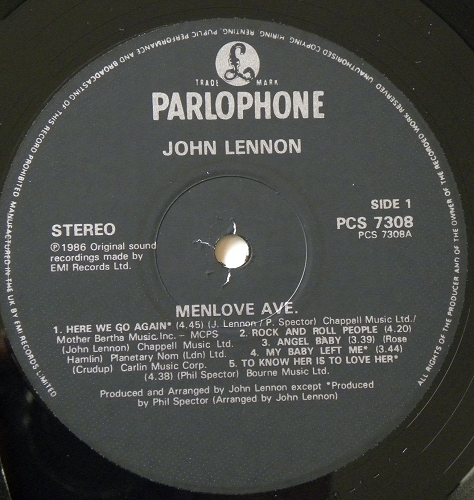 UNAUTHORISED COPYING, HIRING, RENTING, PUBLIC PERFORMANCE AND BROADCASTING OF THIS RECORD PROHIBITED MANUFACTURED IN THE UK BY EMI RECORDS LIMITED
ALL RIGHTS OF THE PRODUCER AND OF THE OWNER OF THE RECORDED WORK RESERVED
£
TRADE MARK
PARLOPHONE
JOHN LENNON
SIDE 1
STEREO
PCS 7308
PCS 7308A
℗ 1986 Original sound
recordings made by
EMI Records Ltd.
MENLOVE AVE.
1. HERE WE GO AGAIN* (4.45) (J. Lennon/P. Spector) Chappell Music Ltd./
Mother Bertha Music. Inc. - MCPS 2. ROCK AND ROLL PEOPLE (4.20)
(John Lennon) Chappell Music Ltd. 3. ANGEL BABY (3.39) (Rose
Hamlin) Planetary Nom (Ldn) Ltd. 4. MY BABY LEFT ME* (3.44)
(Crudup) Carlin Music Corp. 5. TO KNOW HER IS TO LOVE HER*
(4.38) (Phil Spector) Bourne Music Ltd.
Produced and Arranged by John Lennon except *Produced
by Phil Spector (Arranged by John Lennon)